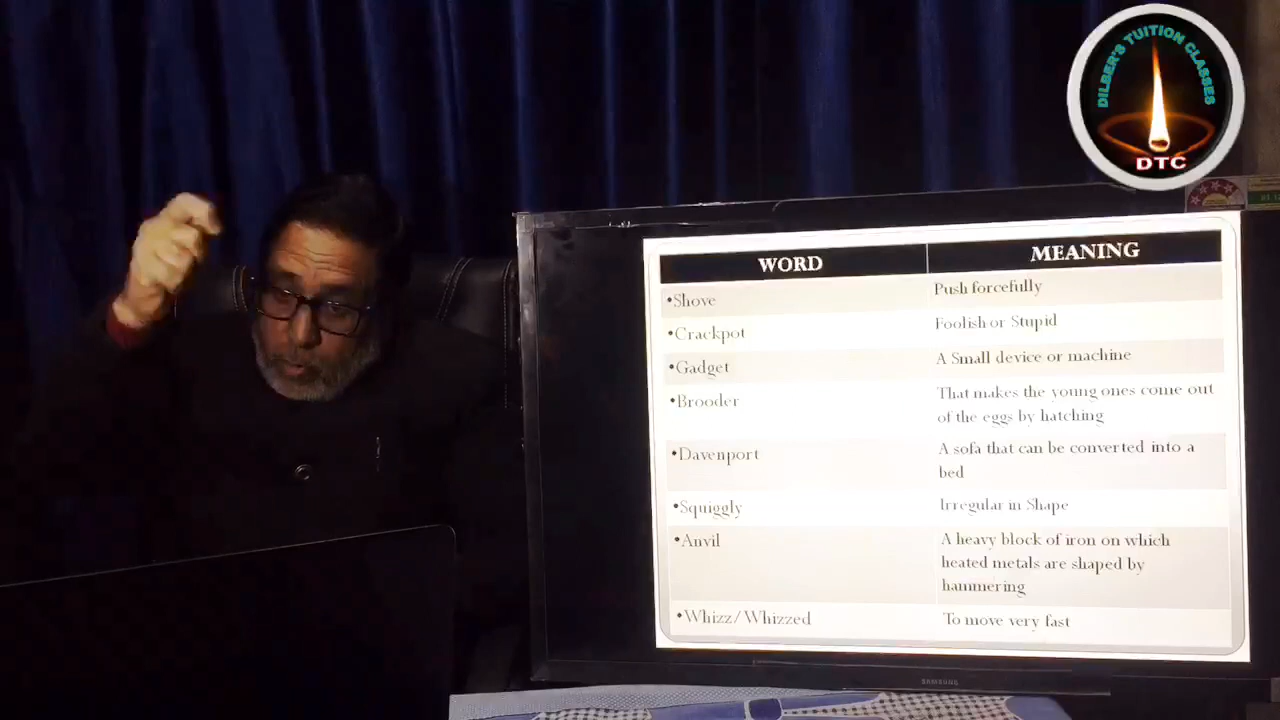 DILBER'S TUITION CLASSES
DTC
WORD MEANING
•Shove Push forcefully
•Crackpot Foolish or Stupid
•Gadget A Small device or machine
•Brooder That makes the young ones come out
of the eggs by hatching
•Davenport A sofa that can be converted into a
bed
•Squiggly Irregular in Shape
•Anvil A heavy block of iron on which
heated metals are shaped by
hammering
•Whizz/Whizzed To move very fast
SAMSUNG